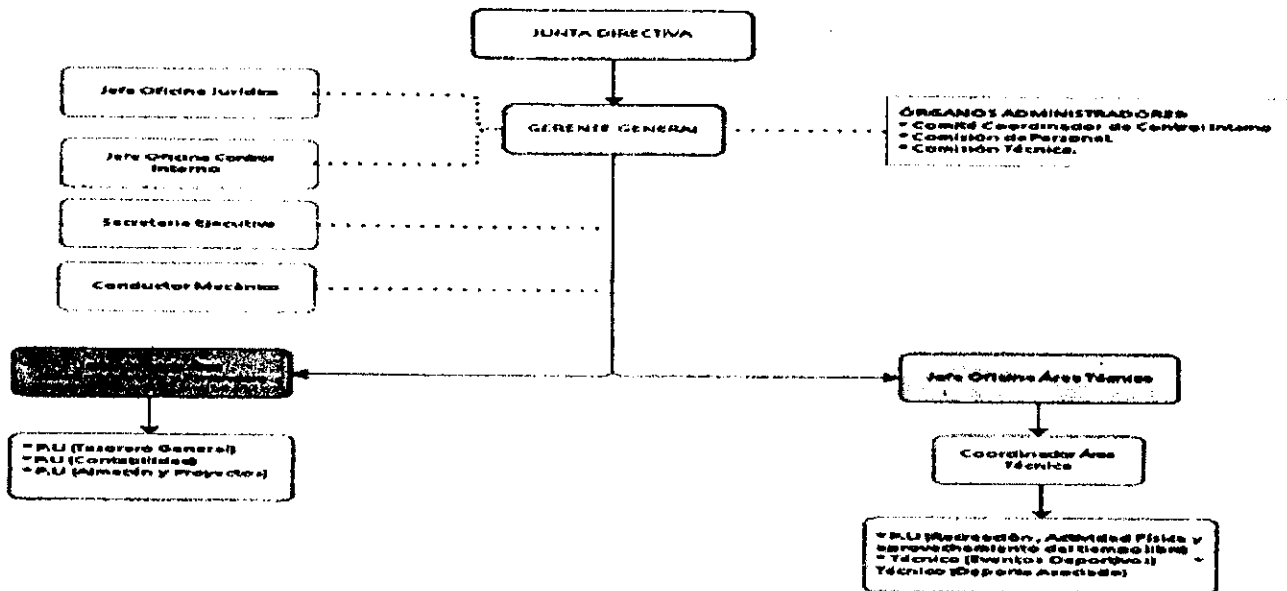 JUNTA DIRECTIVA
Jefe Oficina Jurídica
GERENTE GENERAL
ÓRGANOS ADMINISTRADORES
* Comité Coordinador de Control Interno
* Comisión de Personal.
* Comisión Técnica.
Jefe Oficina Control
Interno
Secretaria Ejecutiva
Conductor Mecánico
Jefe Oficina Área Técnica
* P.U (Tesorero General)
* P.U (Contabilidad)
* P.U (Almacén y Proyectos)
Coordinador Área
Técnica
* P.U (Recreación, Actividad Física y
aprovechamiento del tiempo libre)
* Técnico (Eventos Deportivos) *
Técnico (Deporte Asociado)